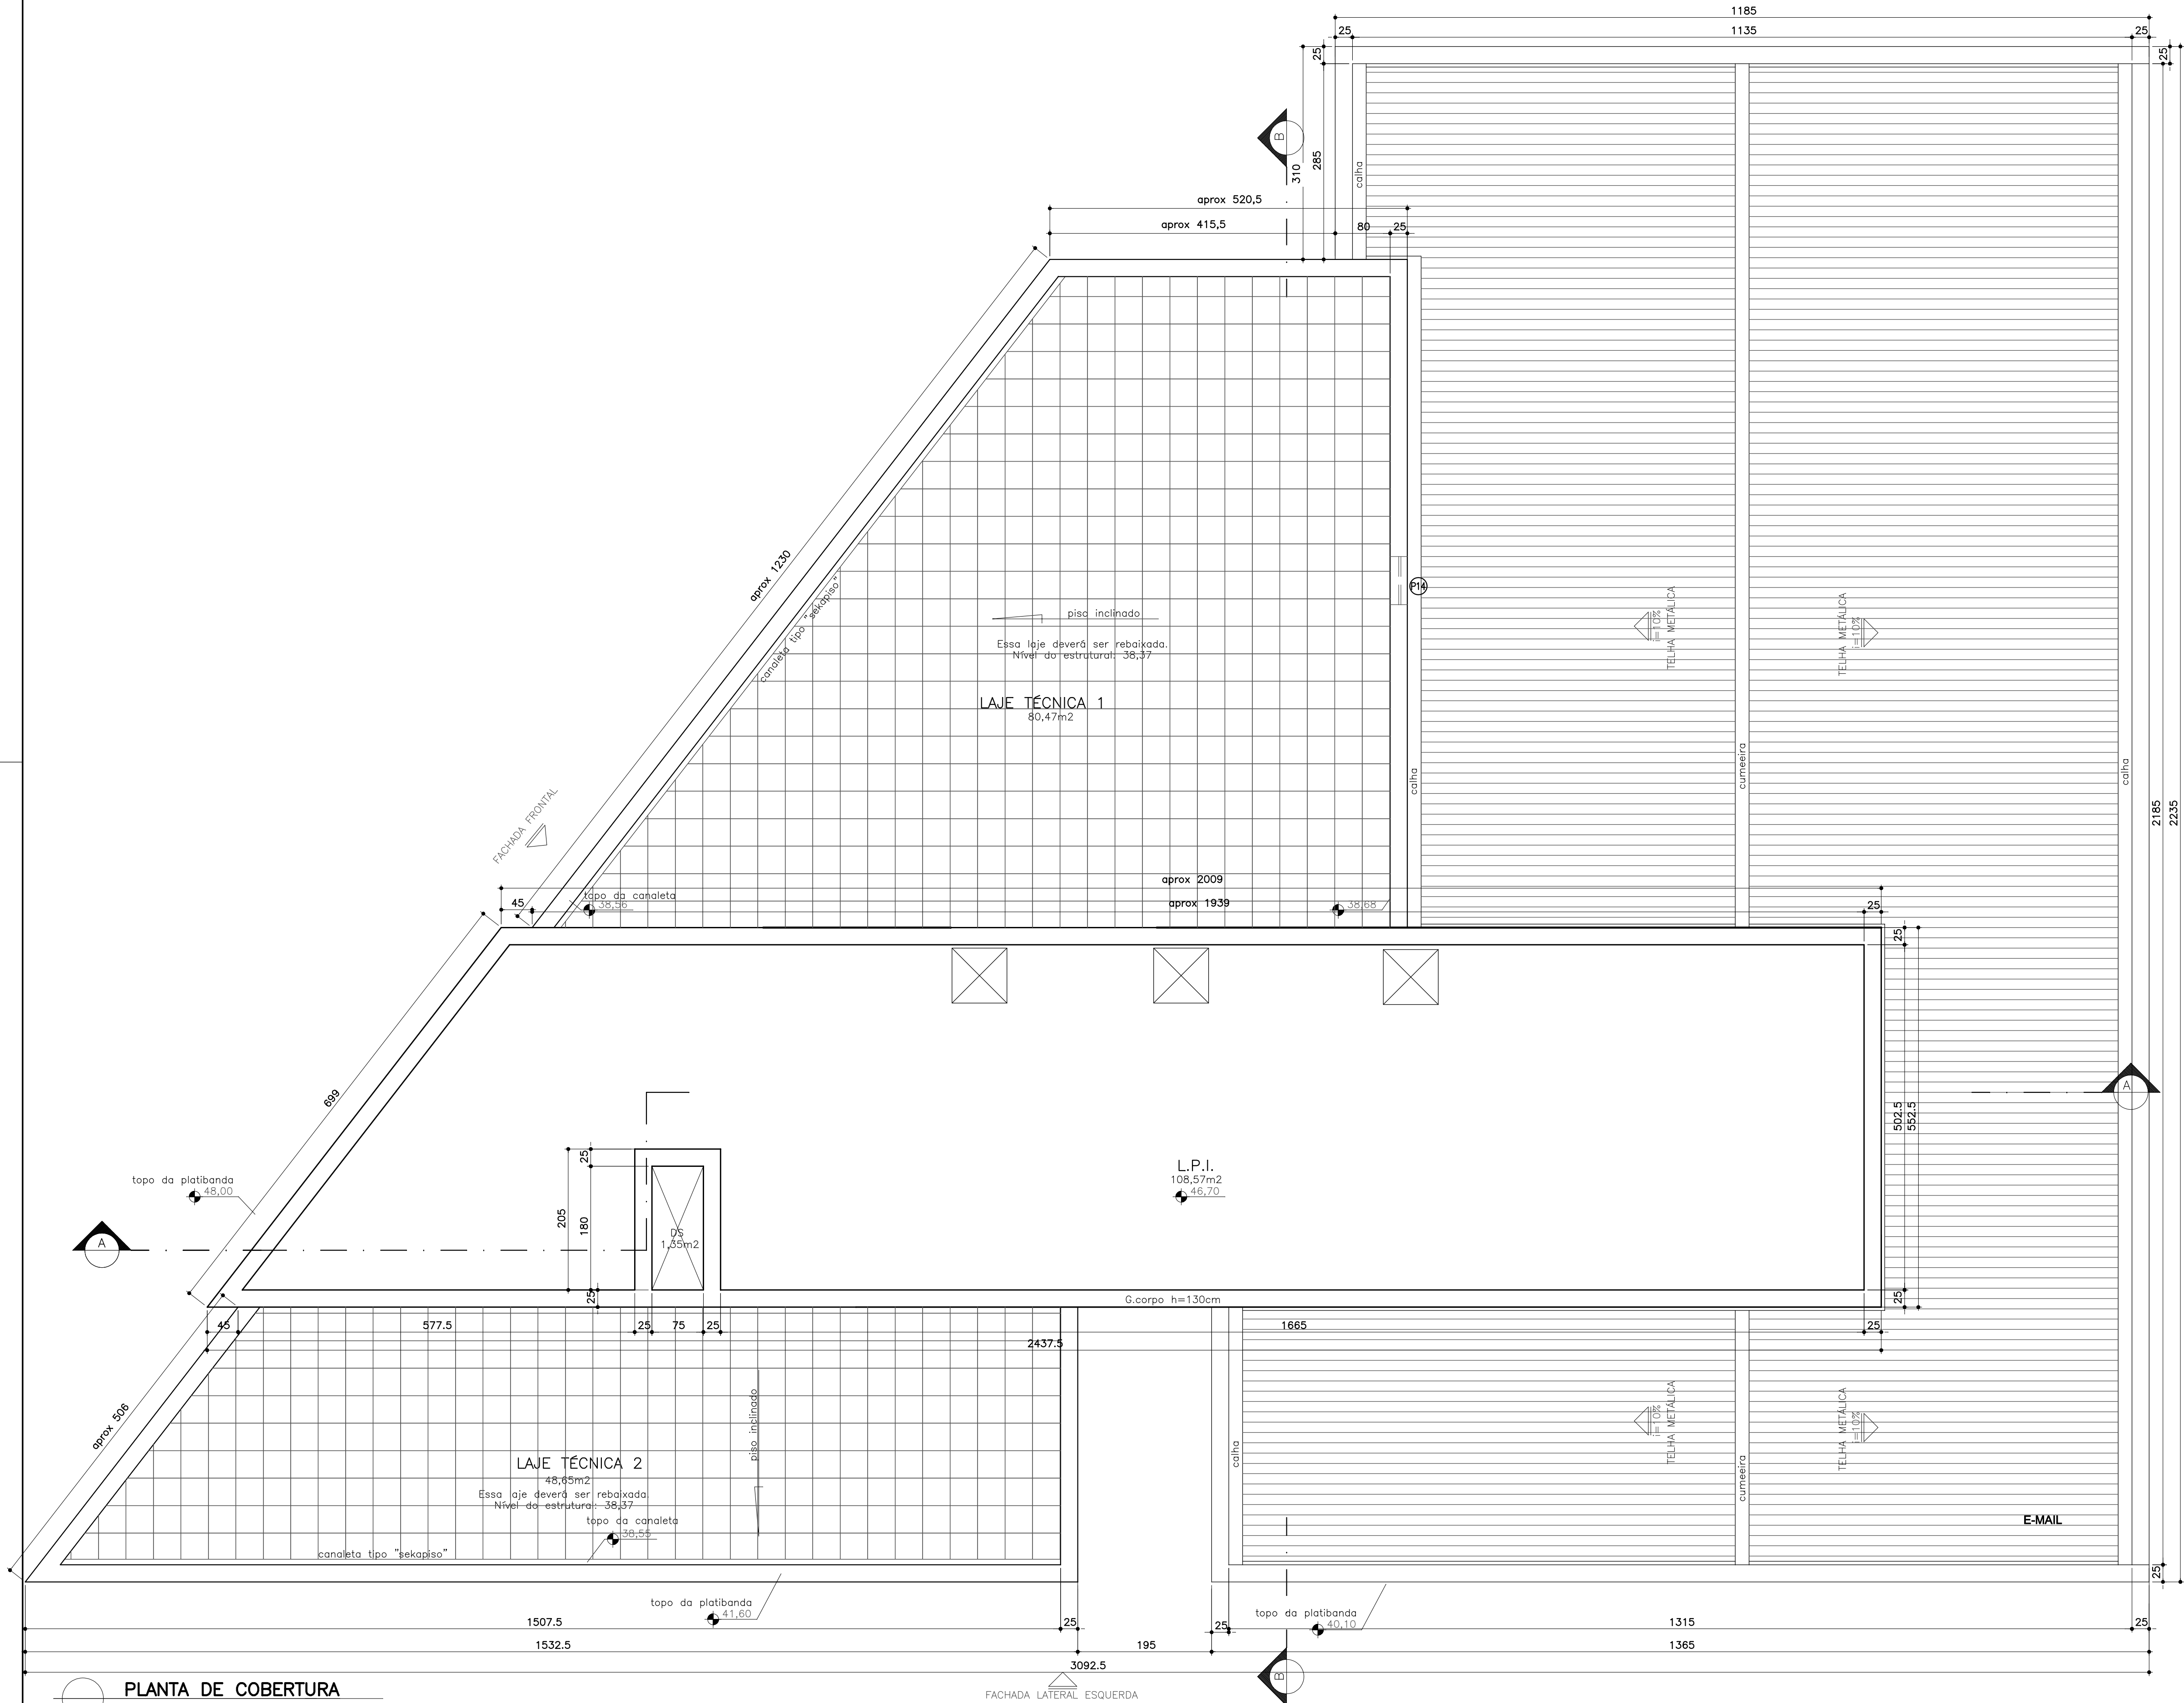 1185
25
1135
25
25
25
B
310
285
calha
aprox 520,5
aprox 415,5
80
25
aprox 1230
canaleta tipo "sekapiso"
piso inclinado
Essa laje deverá ser rebaixada.
Nível do estrutural: 38,37
LAJE TÉCNICA 1
80,47m2
P14
i=10%
TELHA METÁLICA
TELHA METÁLICA
i=10%
calha
cumeeira
calha
2185
2235
FACHADA FRONTAL
aprox 2009
topo da canaleta
38,56
45
aprox 1939
38,68
25
25
699
A
502.5
552.5
topo da platibanda
48,00
L.P.I.
108,57m2
46,70
205
25
180
DS
1,35m2
A
25
G.corpo h=130cm
25
45
577.5
25
75
25
1665
25
2437.5
aprox 506
piso inclinado
LAJE TÉCNICA 2
48,65m2
Essa aje deverá ser rebaixada.
Nível do estrutura: 38,37
topo da canaleta
38,55
canaleta tipo "sekapiso"
calha
i=10%
TELHA METÁLICA
cumeeira
TELHA METÁLICA
i=10%
E-MAIL
25
topo da platibanda
41,60
topo da platibanda
40,10
1507.5
25
25
1315
25
1532.5
195
1365
3092.5
B
PLANTA DE COBERTURA
FACHADA LATERAL ESQUERDA